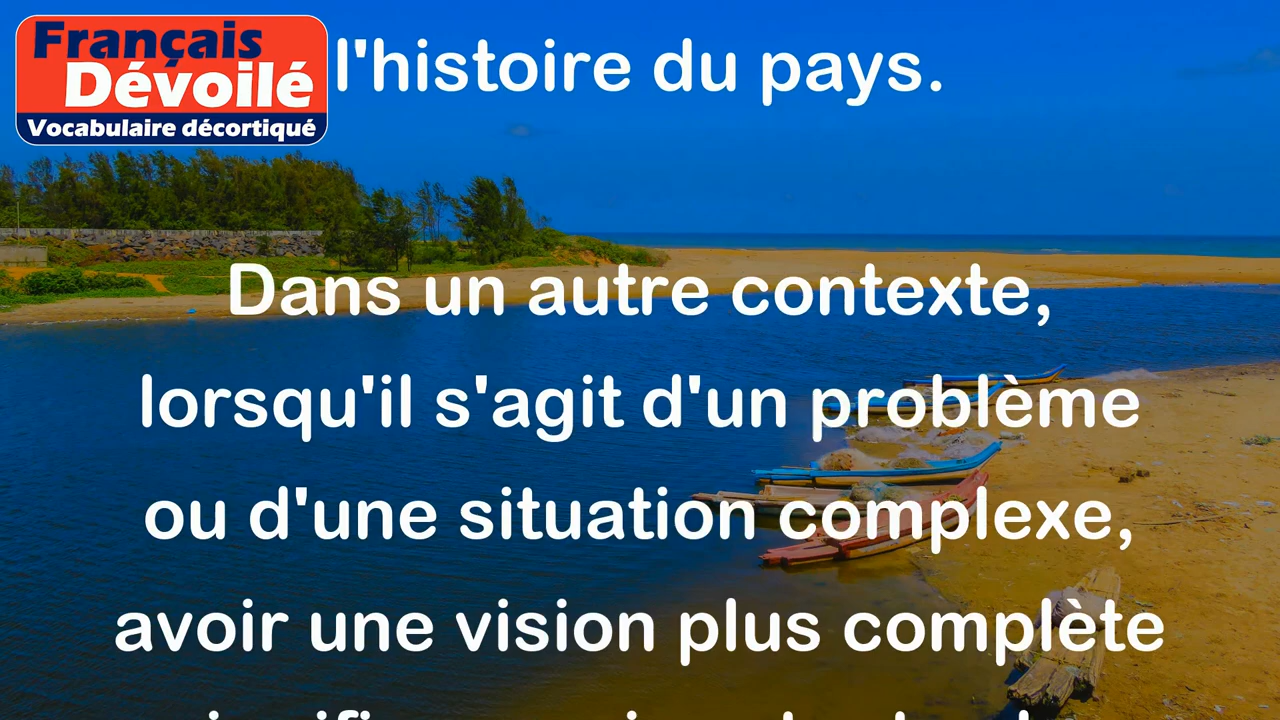 Français
Dévoilé
Vocabulaire décortiqué
l'histoire du pays.
Dans un autre contexte,
lorsqu'il s'agit d'un problème
ou d'une situation complexe,
avoir une vision plus complète